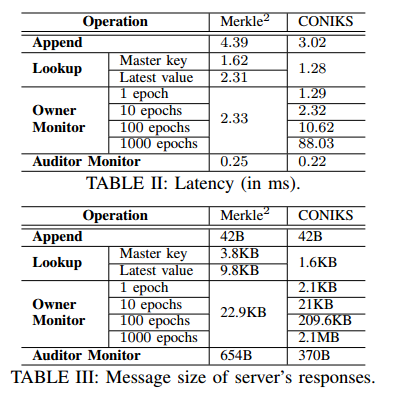 Operation Merkle² CONIKS
Append 4.39 3.02
Lookup Master key 1.62 1.28
Latest value 2.31
Owner Monitor 1 epoch 2.33 1.29
10 epochs 2.32
100 epochs 10.62
1000 epochs 88.03
Auditor Monitor 0.25 0.22
TABLE II: Latency (in ms).
Operation Merkle² CONIKS
Append 42B 42B
Lookup Master key 3.8KB 1.6KB
Latest value 9.8KB
Owner Monitor 1 epoch 22.9KB 2.1KB
10 epochs 21KB
100 epochs 209.6KB
1000 epochs 2.1MB
Auditor Monitor 654B 370B
TABLE III: Message size of server's responses.